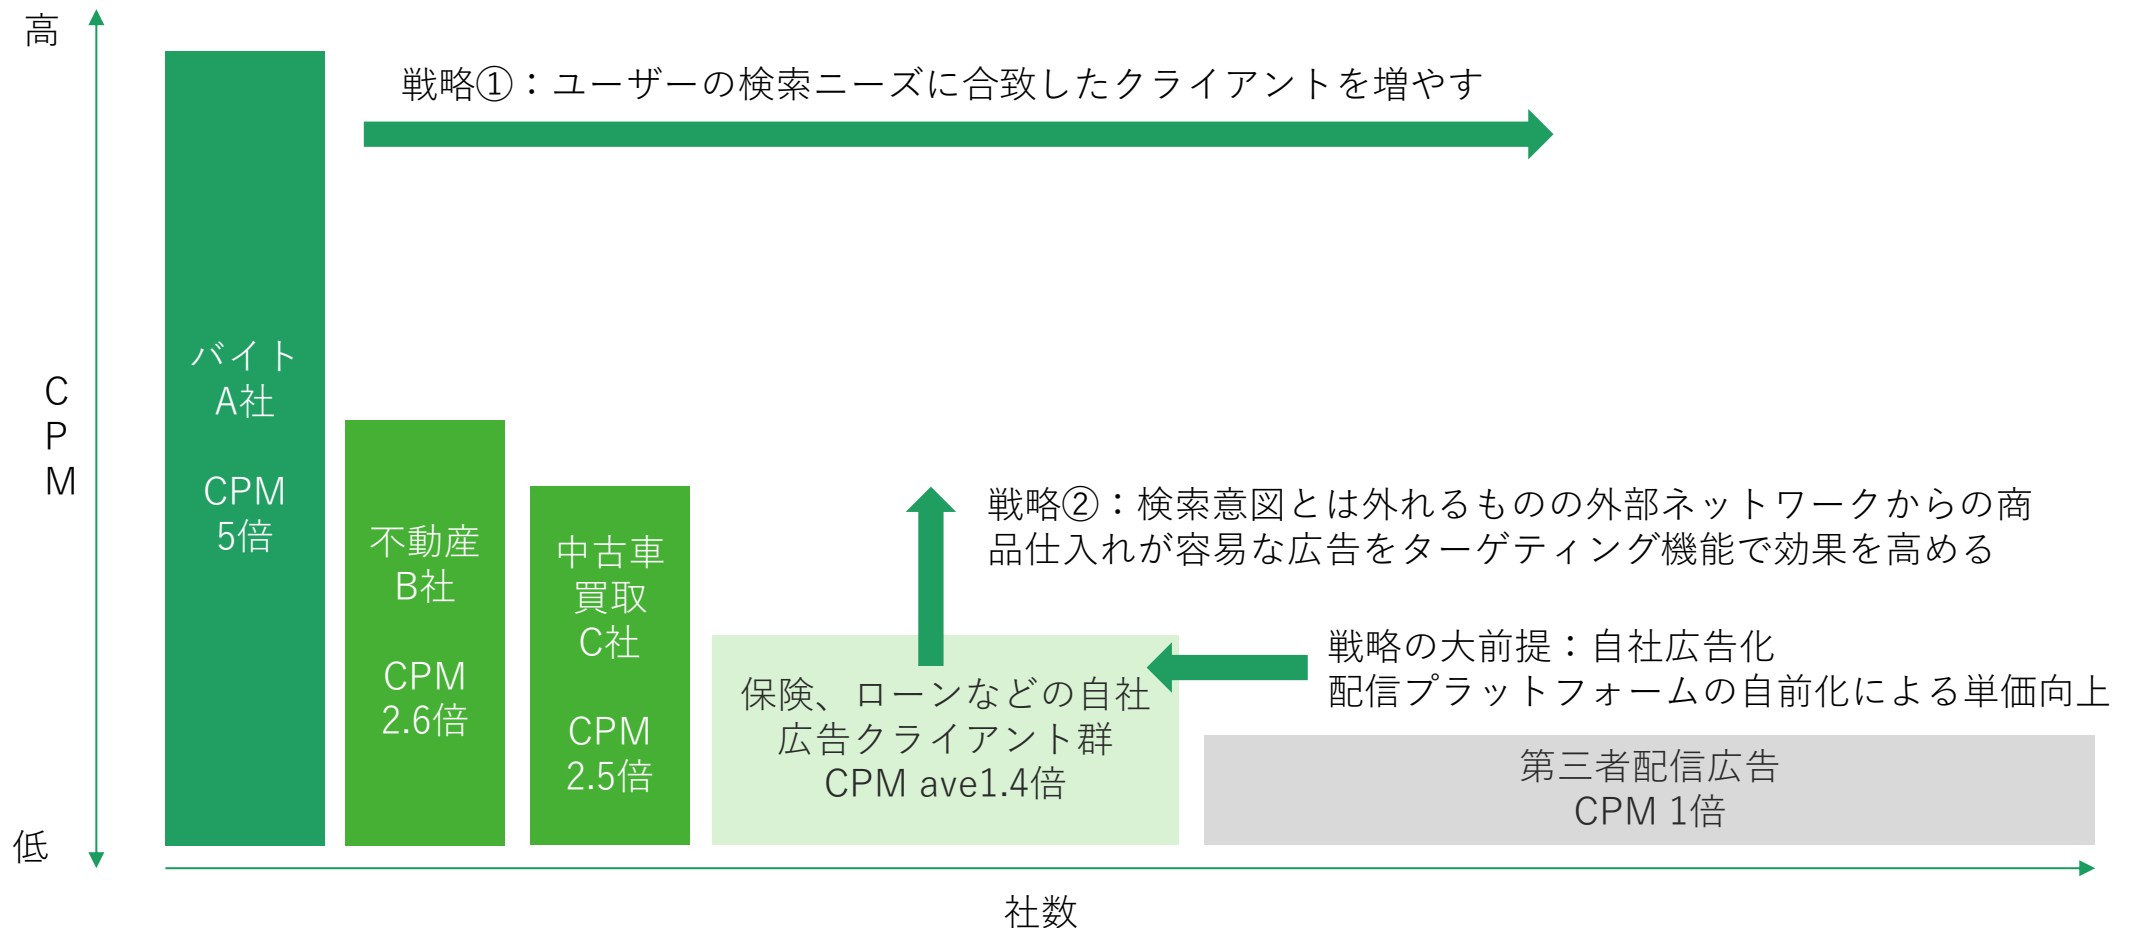 高
戦略①：ユーザーの検索ニーズに合致したクライアントを増やす
CPM
低
バイト
A社
CPM
5倍
不動産
B社
CPM
2.6倍
中古車
買取
C社
CPM
2.5倍
戦略②：検索意図とは外れるものの外部ネットワークからの商
品仕入れが容易な広告をターゲティング機能で効果を高める
戦略の大前提：自社広告化
配信プラットフォームの自前化による単価向上
保険、ローンなどの自社
広告クライアント群
CPM ave1.4倍
第三者配信広告
CPM 1倍
社数